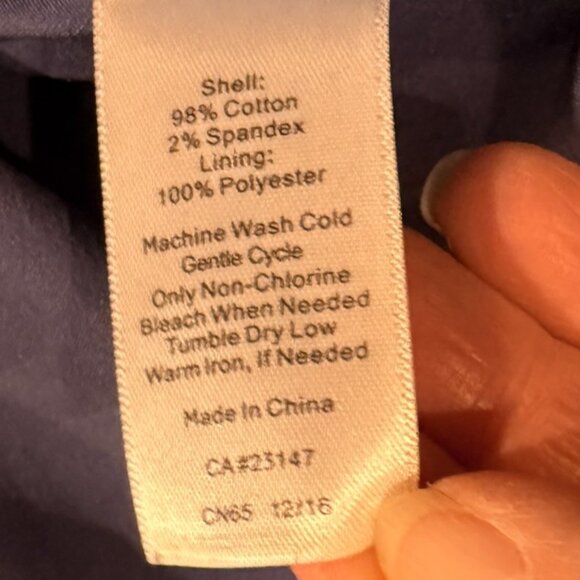 Shell:
98% Cotton
2% Spandex
Lining:
100% Polyester
Machine Wash Cold
Gentle Cycle
Only Non-Chlorine
Bleach When Needed
Tumble Dry Low
Warm Iron, If Needed
Made In China
CA#23147
CN65 12/16